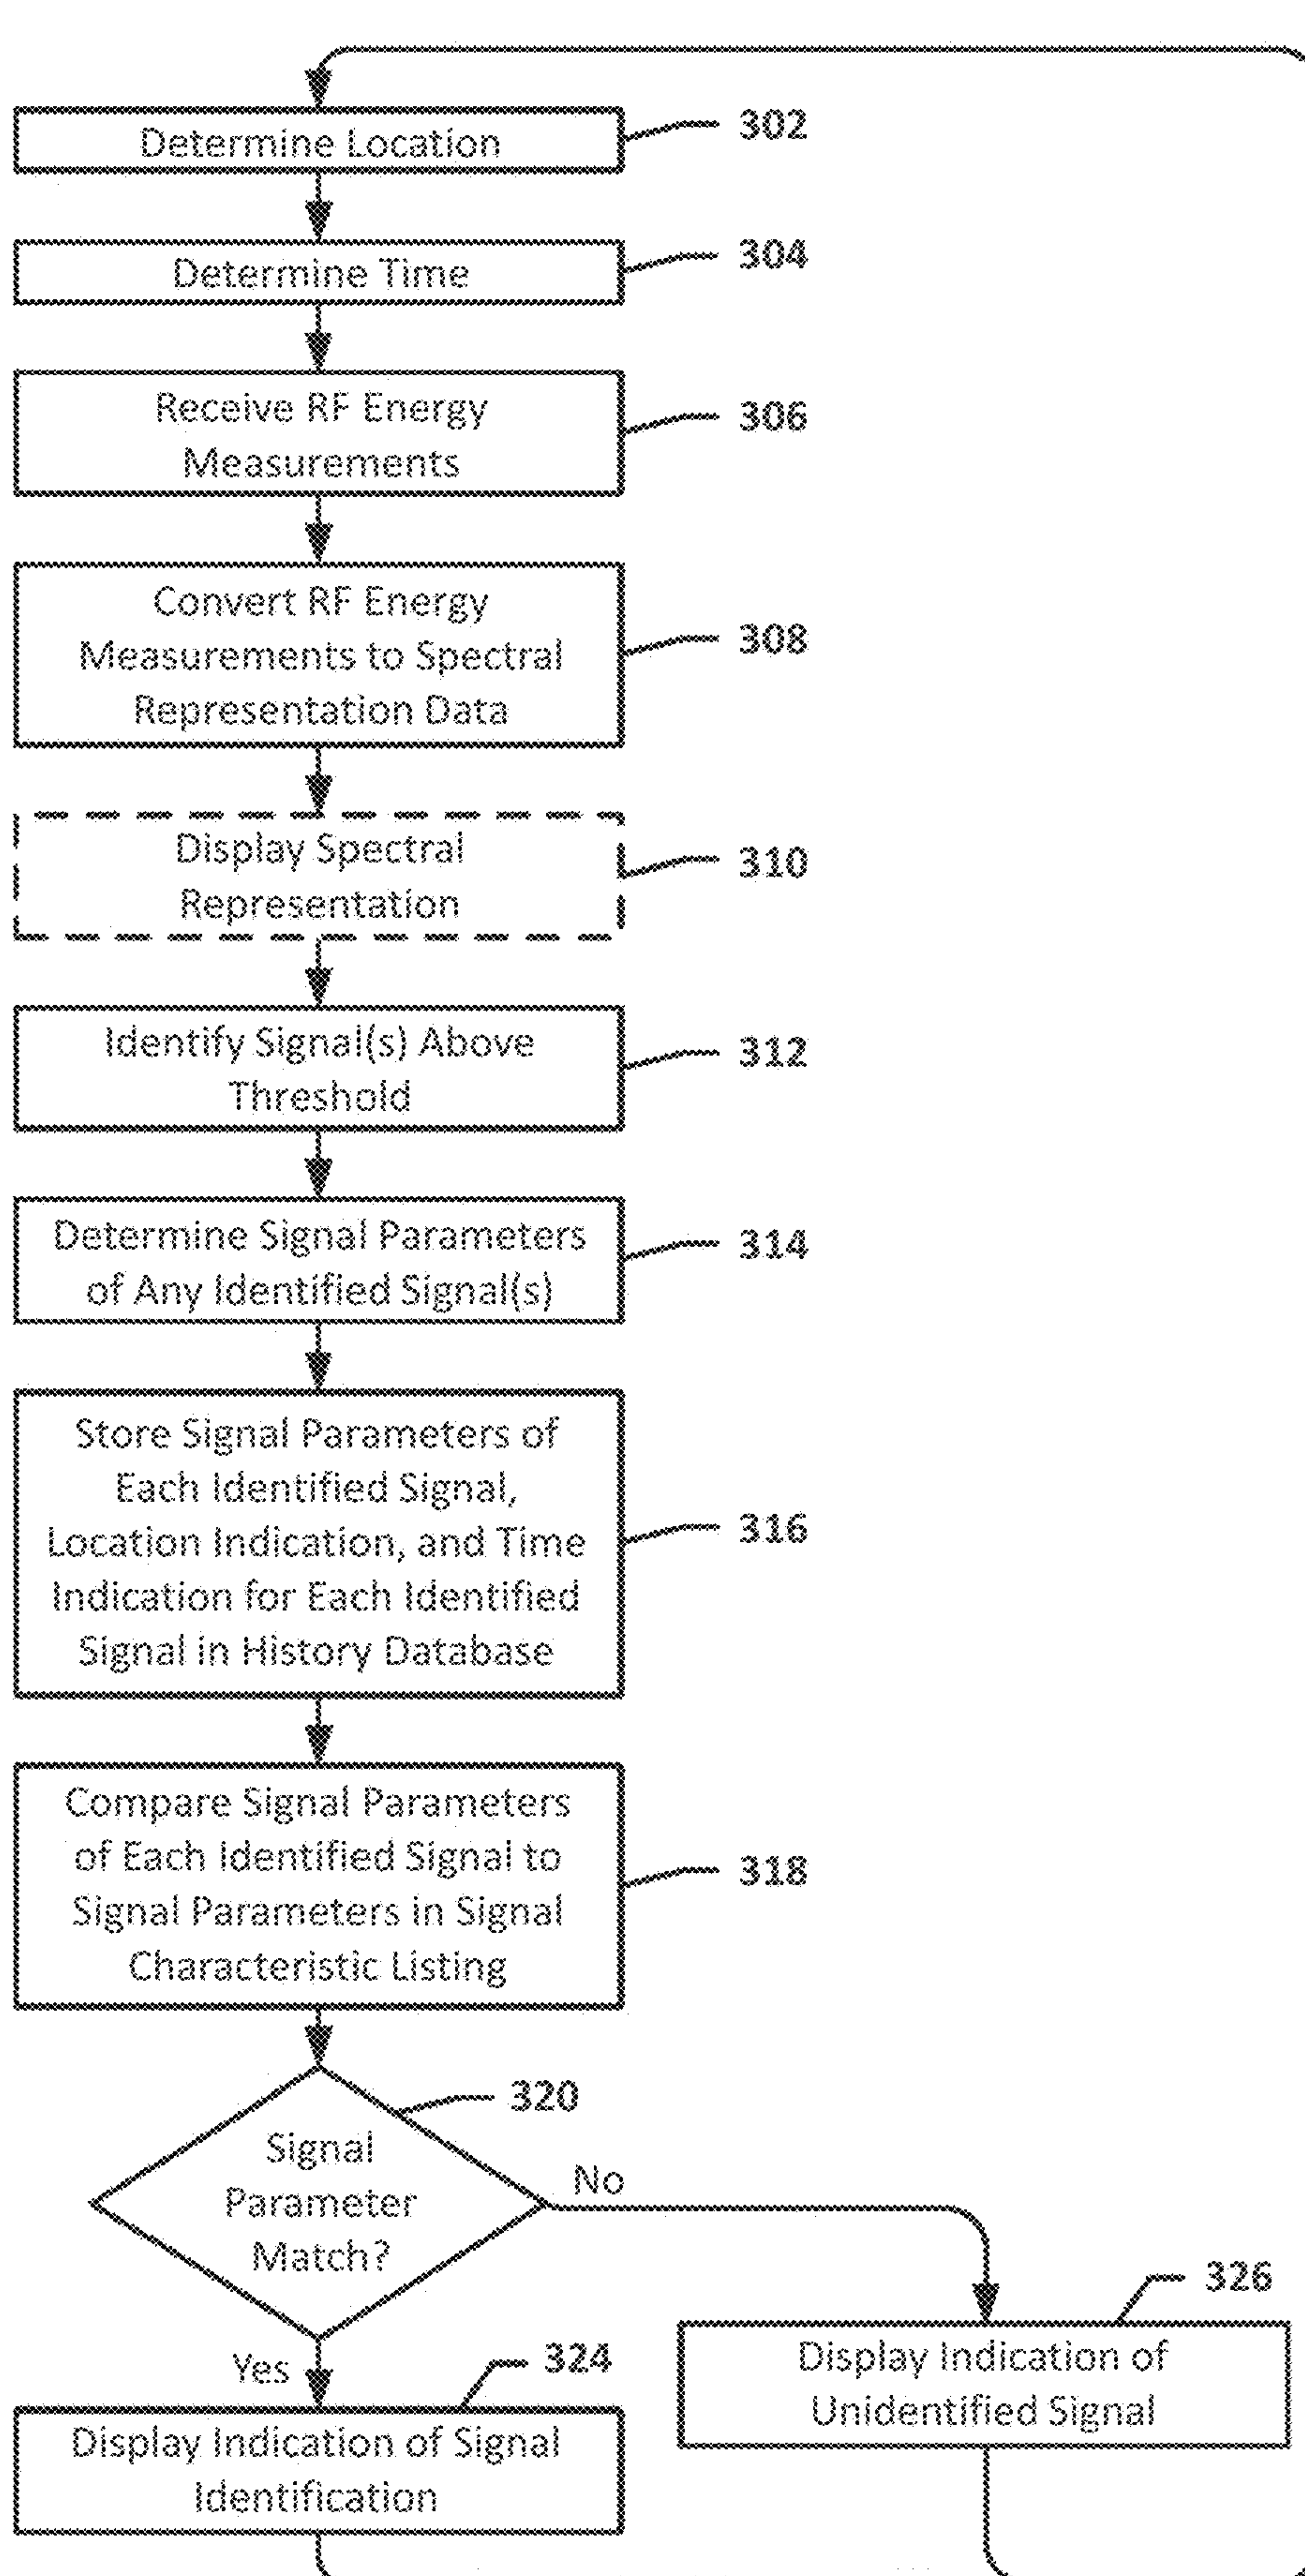 Determine Location
302
Determine Time
304
Receive RF Energy
Measurements
306
Convert RF Energy
Measurements to Spectral
Representation Data
308
Display Spectral
Representation
310
Identify Signal(s) Above
Threshold
312
Determine Signal Parameters
of Any Identified Signal(s)
314
Store Signal Parameters of
Each Identified Signal,
Location Indication, and Time
Indication for Each Identified
Signal in History Database
316
Compare Signal Parameters
of Each Identified Signal to
Signal Parameters in Signal
Characteristic Listing
318
320
Signal
Parameter
Match?
No
Yes
324
Display Indication of Signal
Identification
326
Display Indication of
Unidentified Signal